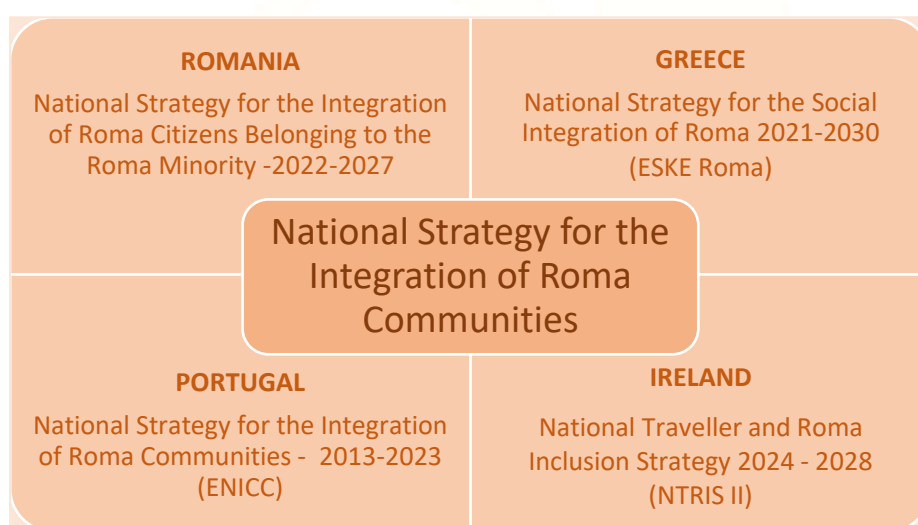 ROMANIA
National Strategy for the Integration
of Roma Citizens Belonging to the
Roma Minority -2022-2027
GREECE
National Strategy for the Social
Integration of Roma 2021-2030
(ESKE Roma)
National Strategy for the
Integration of Roma
Communities
PORTUGAL
National Strategy for the Integration
of Roma Communities - 2013-2023
(ENICC)
IRELAND
National Traveller and Roma
Inclusion Strategy 2024 - 2028
(NTRIS II)